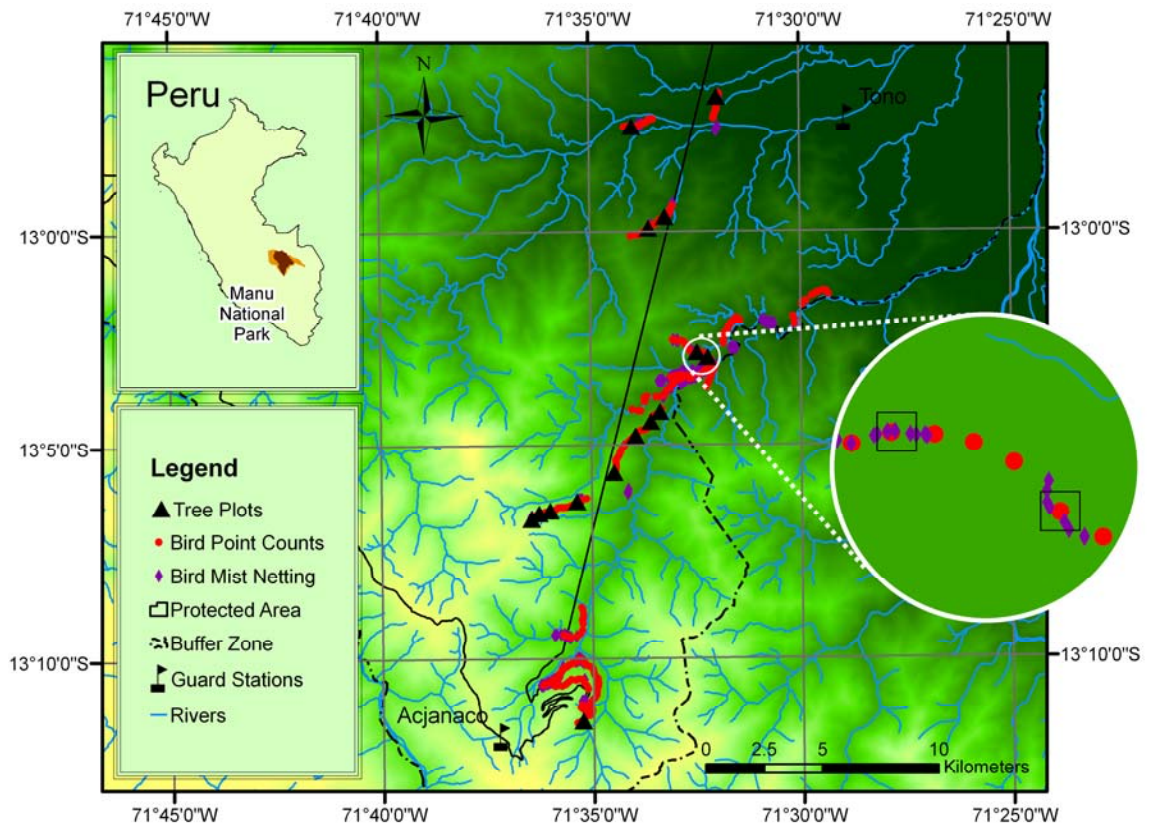 71°45'0"W
71°40'0"W
71°35'0"W
71°30'0"W
71°25'0"W
Peru
Manu
National
Park
N
Tono
13°0'0"S
13°0'0"S
13°5'0"S
13°10'0"S
13°10'0"S
Legend
Tree Plots
Bird Point Counts
Bird Mist Netting
Protected Area
Buffer Zone
Guard Stations
Rivers
Acjanaco
0 2.5 5 10
Kilometers
71°45'0"W
71°40'0"W
71°35'0"W
71°30'0"W
71°25'0"W